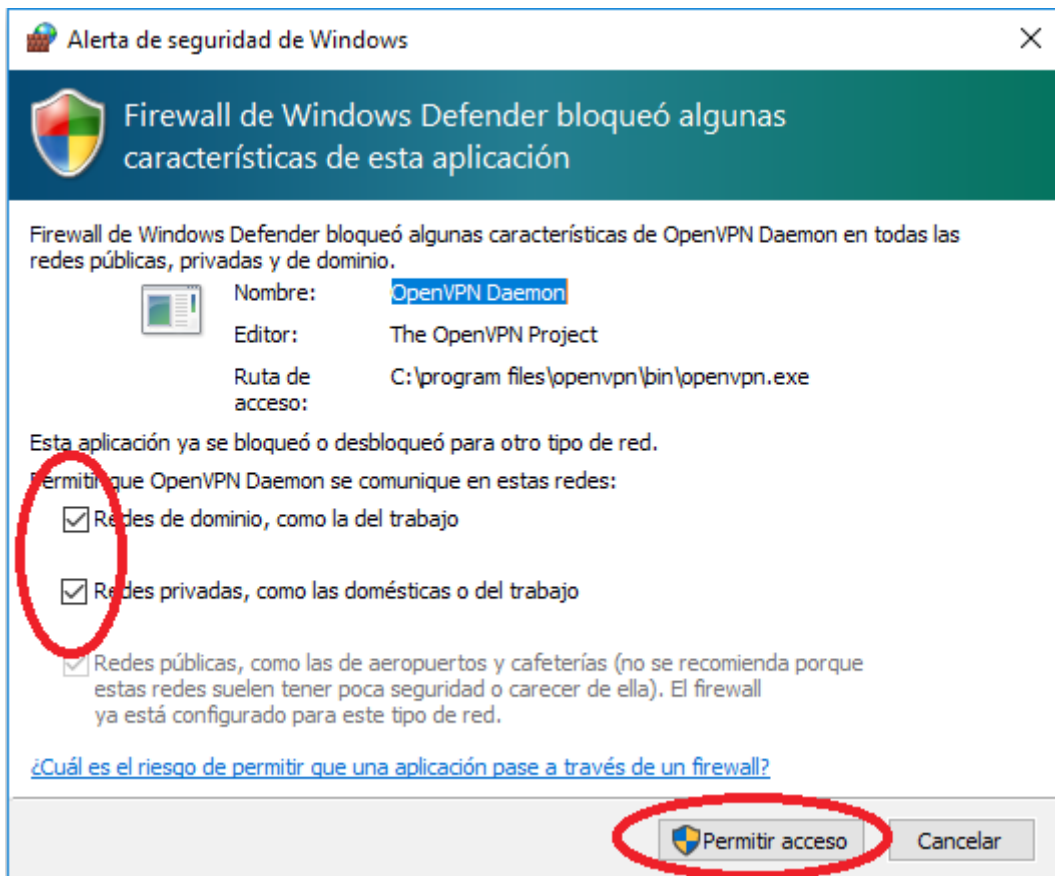 Alerta de seguridad de Windows
Firewall de Windows Defender bloqueó algunas
características de esta aplicación
Firewall de Windows Defender bloqueó algunas características de OpenVPN Daemon en todas las
redes públicas, privadas y de dominio.
Nombre: OpenVPN Daemon
Editor: The OpenVPN Project
Ruta de C:\program files\openvpn\bin\openvpn.exe
acceso:
Esta aplicación ya se bloqueó o desbloqueó para otro tipo de red.
Permitir que OpenVPN Daemon se comunique en estas redes:
Redes de dominio, como la del trabajo
Redes privadas, como las domésticas o del trabajo
Redes públicas, como las de aeropuertos y cafeterías (no se recomienda porque
estas redes suelen tener poca seguridad o carecer de ella). El firewall
ya está configurado para este tipo de red.
¿Cuál es el riesgo de permitir que una aplicación pase a través de un firewall?
Permitir acceso Cancelar